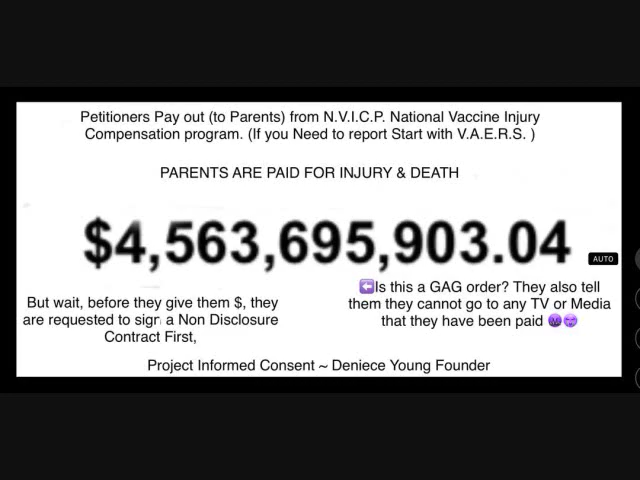 Petitioners Pay out (to Parents) from N.V.I.C.P. National Vaccine Injury
Compensation program. (If you Need to report Start with V.A.E.R.S. )
PARENTS ARE PAID FOR INJURY & DEATH
$4,563,695,903.04
AUTO
But wait, before they give them $, they
are requested to sign a Non Disclosure
Contract First,
⬅️Is this a GAG order? They also tell
them they cannot go to any TV or Media
that they have been paid 😈😏
Project Informed Consent ~ Deniece Young Founder